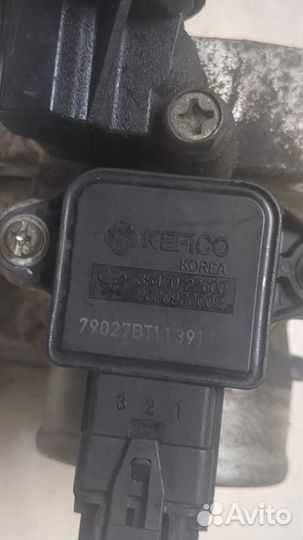 KEFICO
KOREA
35170-22600
9600930002
79027BT113911
3 2 1
Avito